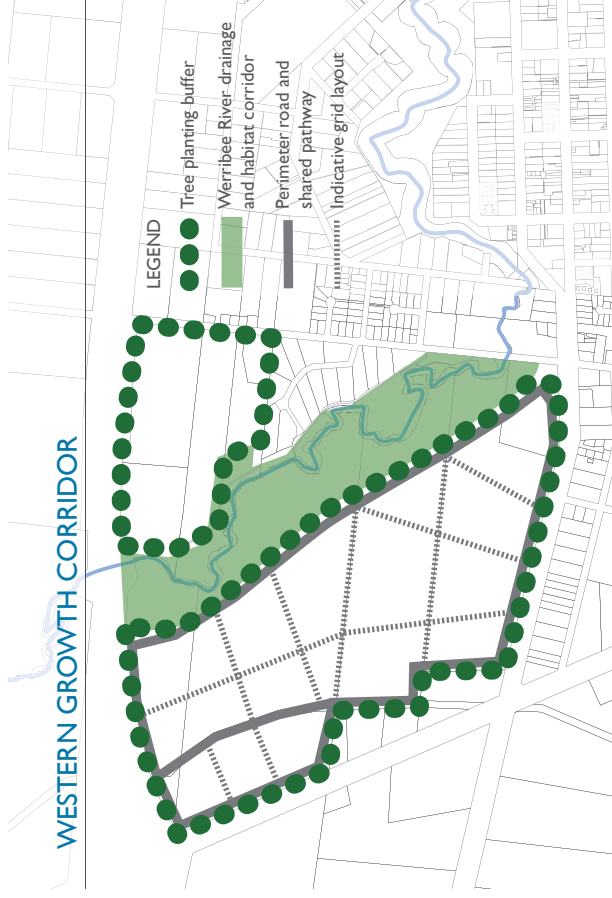 WESTERN GROWTH CORRIDOR
LEGEND
Tree planting buffer
Werribee River drainage
and habitat corridor
Perimeter road and
shared pathway
Indicative grid layout